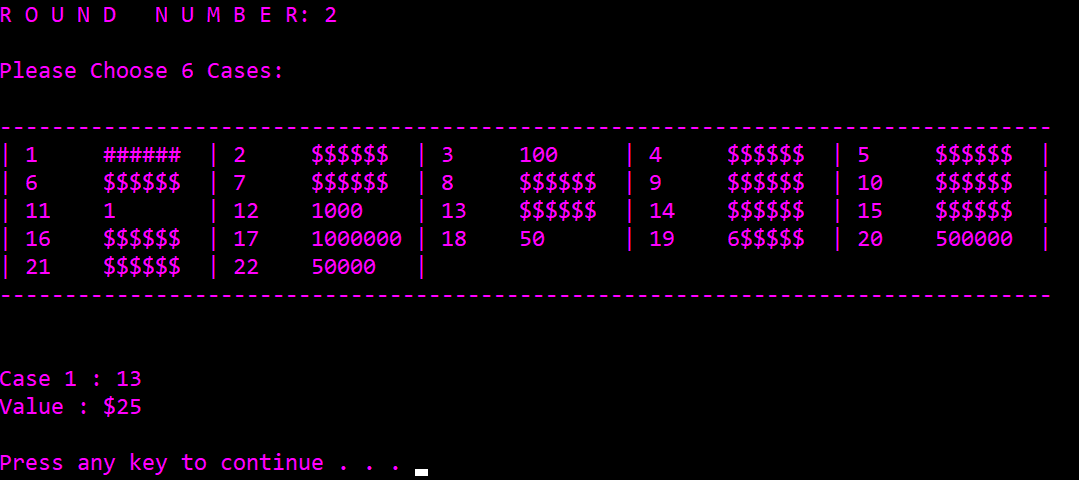 R O U N D   N U M B E R: 2
Please Choose 6 Cases:
---------------------------------------------------------------------------------
| 1     ######  | 2     $$$$$$  | 3     100     | 4     $$$$$$  | 5     $$$$$$  |
| 6     $$$$$$  | 7     $$$$$$  | 8     $$$$$$  | 9     $$$$$$  | 10    $$$$$$  |
| 11    1       | 12    1000    | 13    $$$$$$  | 14    $$$$$$  | 15    $$$$$$  |
| 16    $$$$$$  | 17    1000000 | 18    50      | 19    6$$$$$  | 20    500000  |
| 21    $$$$$$  | 22    50000   |
---------------------------------------------------------------------------------
Case 1 : 13
Value : $25
Press any key to continue . . .